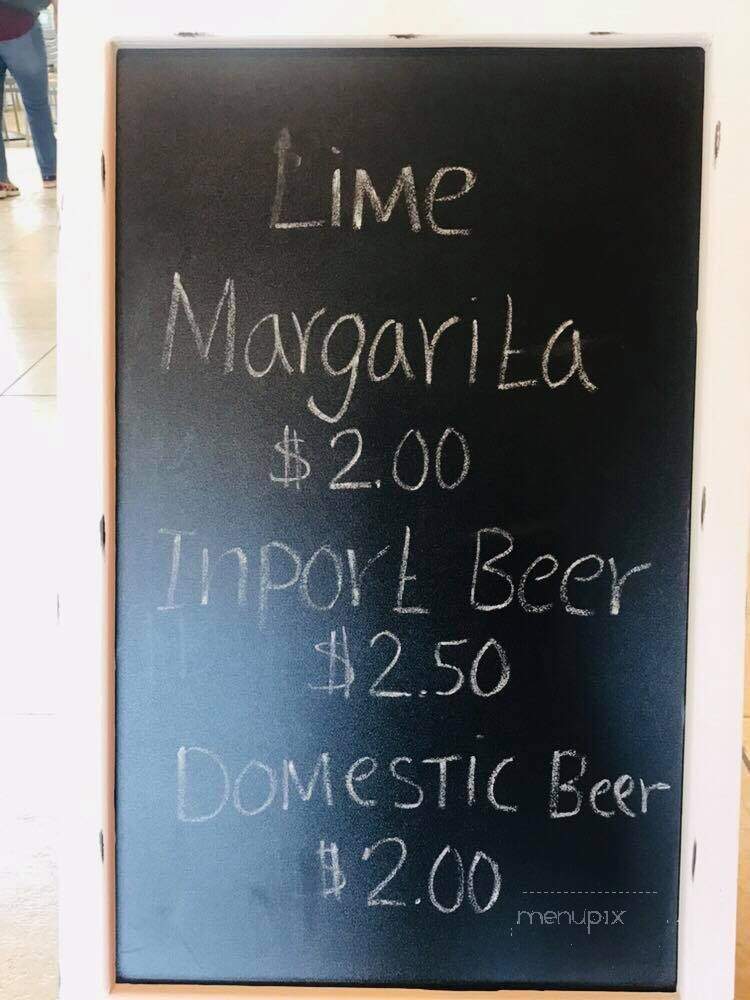 Lime
Margarita
$2.00
Inport Beer
$2.50
Domestic Beer
$2.00
menupix